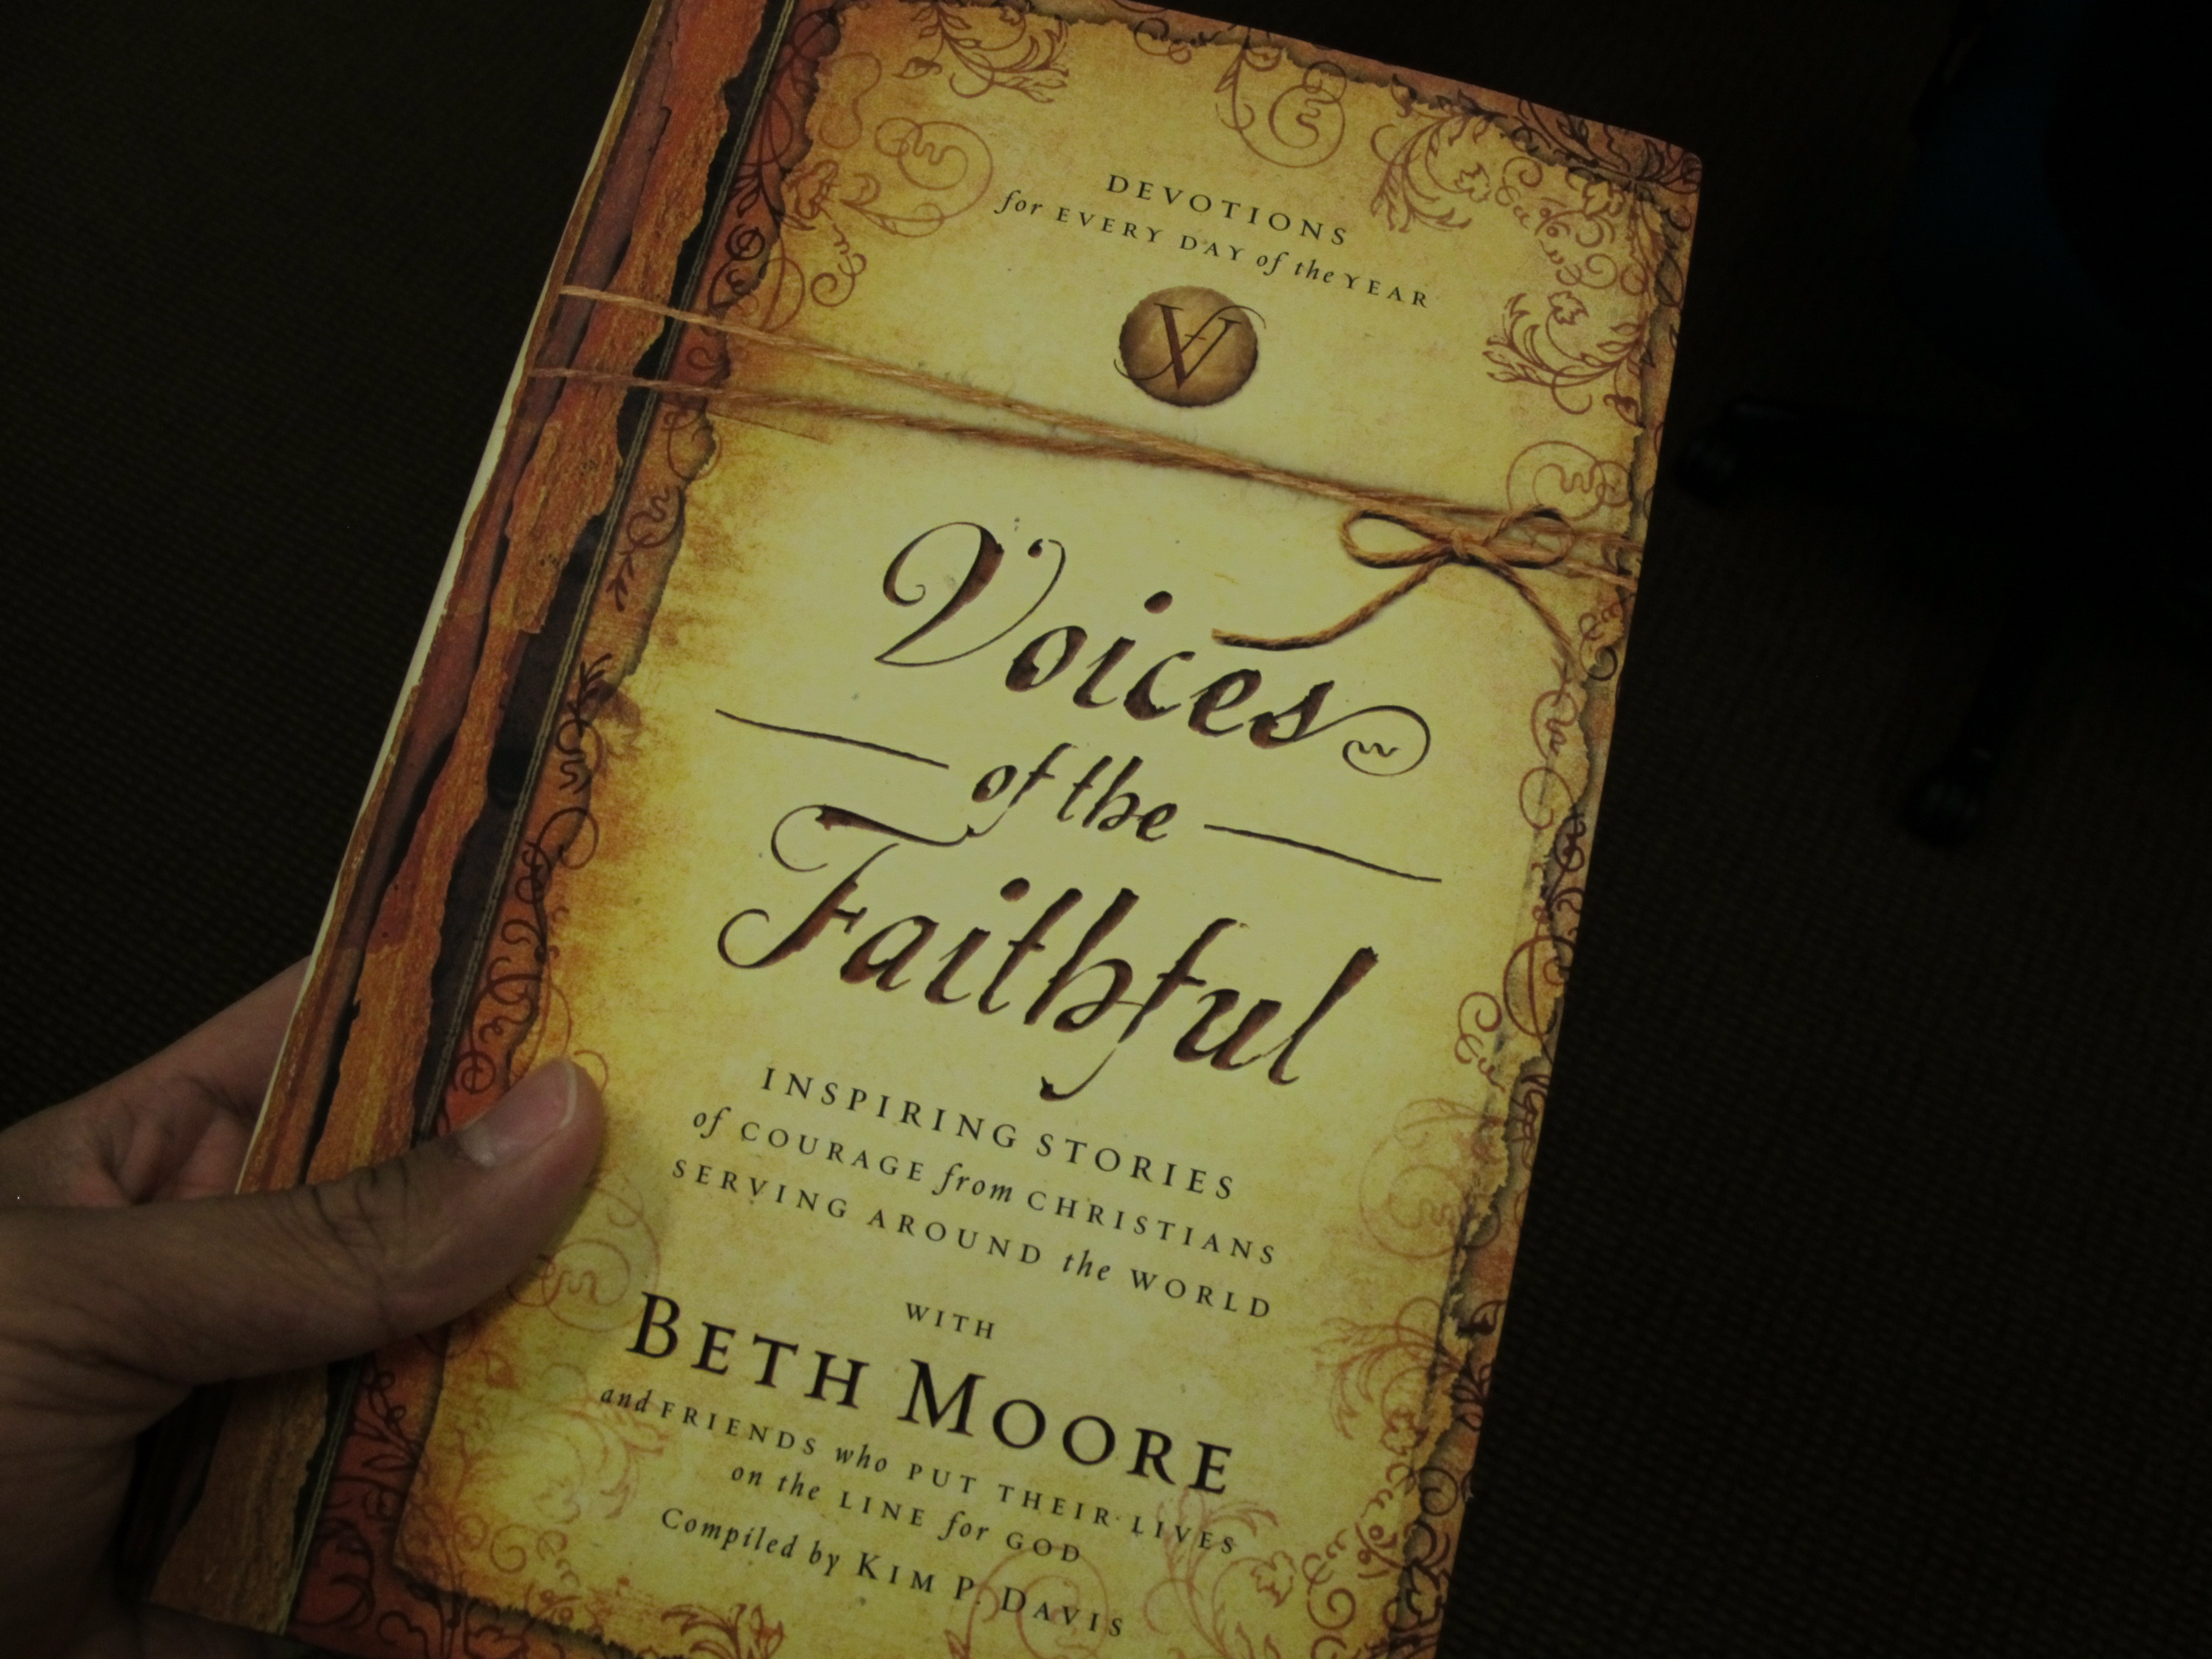 DEVOTIONS
for EVERY DAY of the YEAR
VF
Voices
of the
Faithful
INSPIRING STORIES
of COURAGE from CHRISTIANS
SERVING AROUND the WORLD
WITH
BETH MOORE
and FRIENDS who PUT THEIR LIVES
on the LINE for GOD
Compiled by KIM P. DAVIS